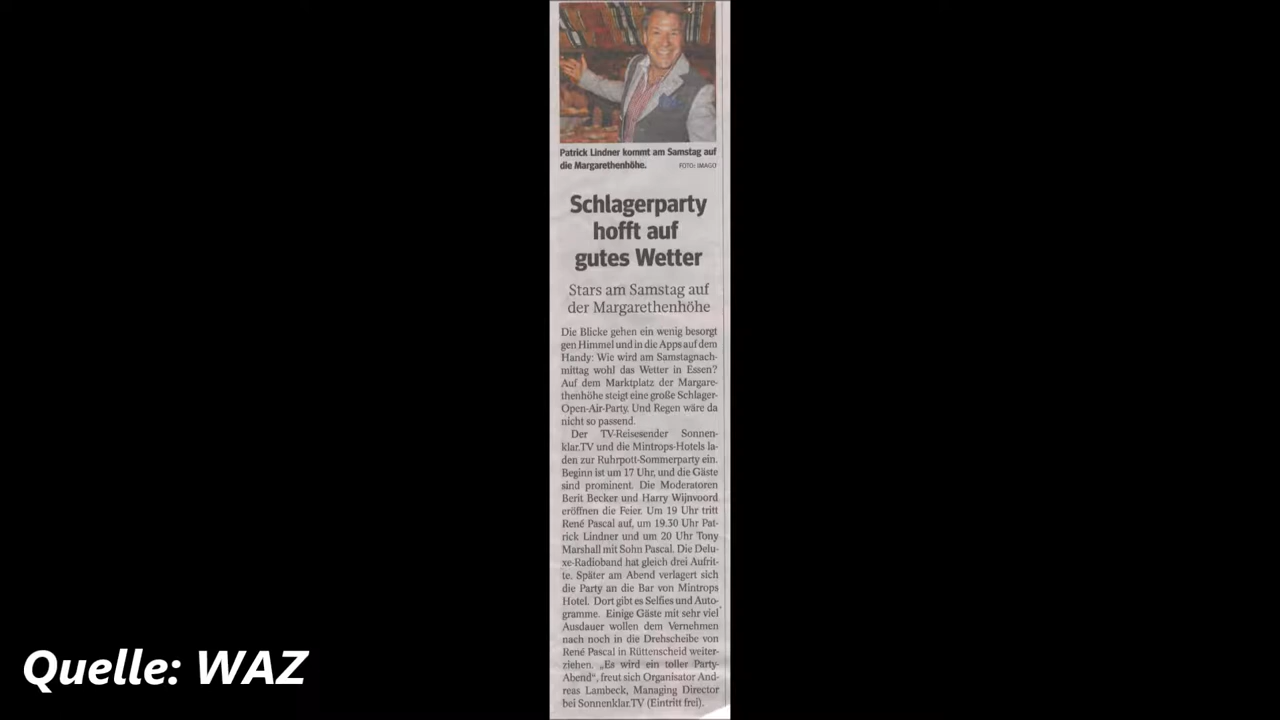 Patrick Lindner kommt am Samstag auf
die Margarethenhöhe. FOTO: IMAGO
Schlagerparty
hofft auf
gutes Wetter
Stars am Samstag auf
der Margarethenhöhe
Die Blicke gehen ein wenig besorgt
gen Himmel und in die Apps auf dem
Handy: Wie wird am Samstagnach-
mittag wohl das Wetter in Essen?
Auf dem Marktplatz der Margare-
thenhöhe steigt eine große Schlager-
Open-Air-Party. Und Regen wäre da
nicht so passend.
Der TV-Reisesender Sonnen-
klar.TV und die Mintrops-Hotels la-
den zur Ruhrpott-Sommerparty ein.
Beginn ist um 17 Uhr, und die Gäste
sind prominent. Die Moderatoren
Berit Becker und Harry Wijnvoord
eröffnen die Feier. Um 19 Uhr tritt
René Pascal auf, um 19.30 Uhr Pat-
rick Lindner und um 20 Uhr Tony
Marshall mit Sohn Pascal. Die Delu-
xe-Radioband hat gleich drei Aufrit-
te. Später am Abend verlagert sich
die Party an die Bar von Mintrops
Hotel. Dort gibt es Selfies und Auto-
gramme. Einige Gäste mit sehr viel
Ausdauer wollen dem Vernehmen
nach noch in die Drehscheibe von
René Pascal in Rüttenscheid weiter-
ziehen. „Es wird ein toller Party-
Abend“, freut sich Organisator And-
reas Lambeck, Managing Director
bei Sonnenklar.TV (Eintritt frei).
Quelle: WAZ